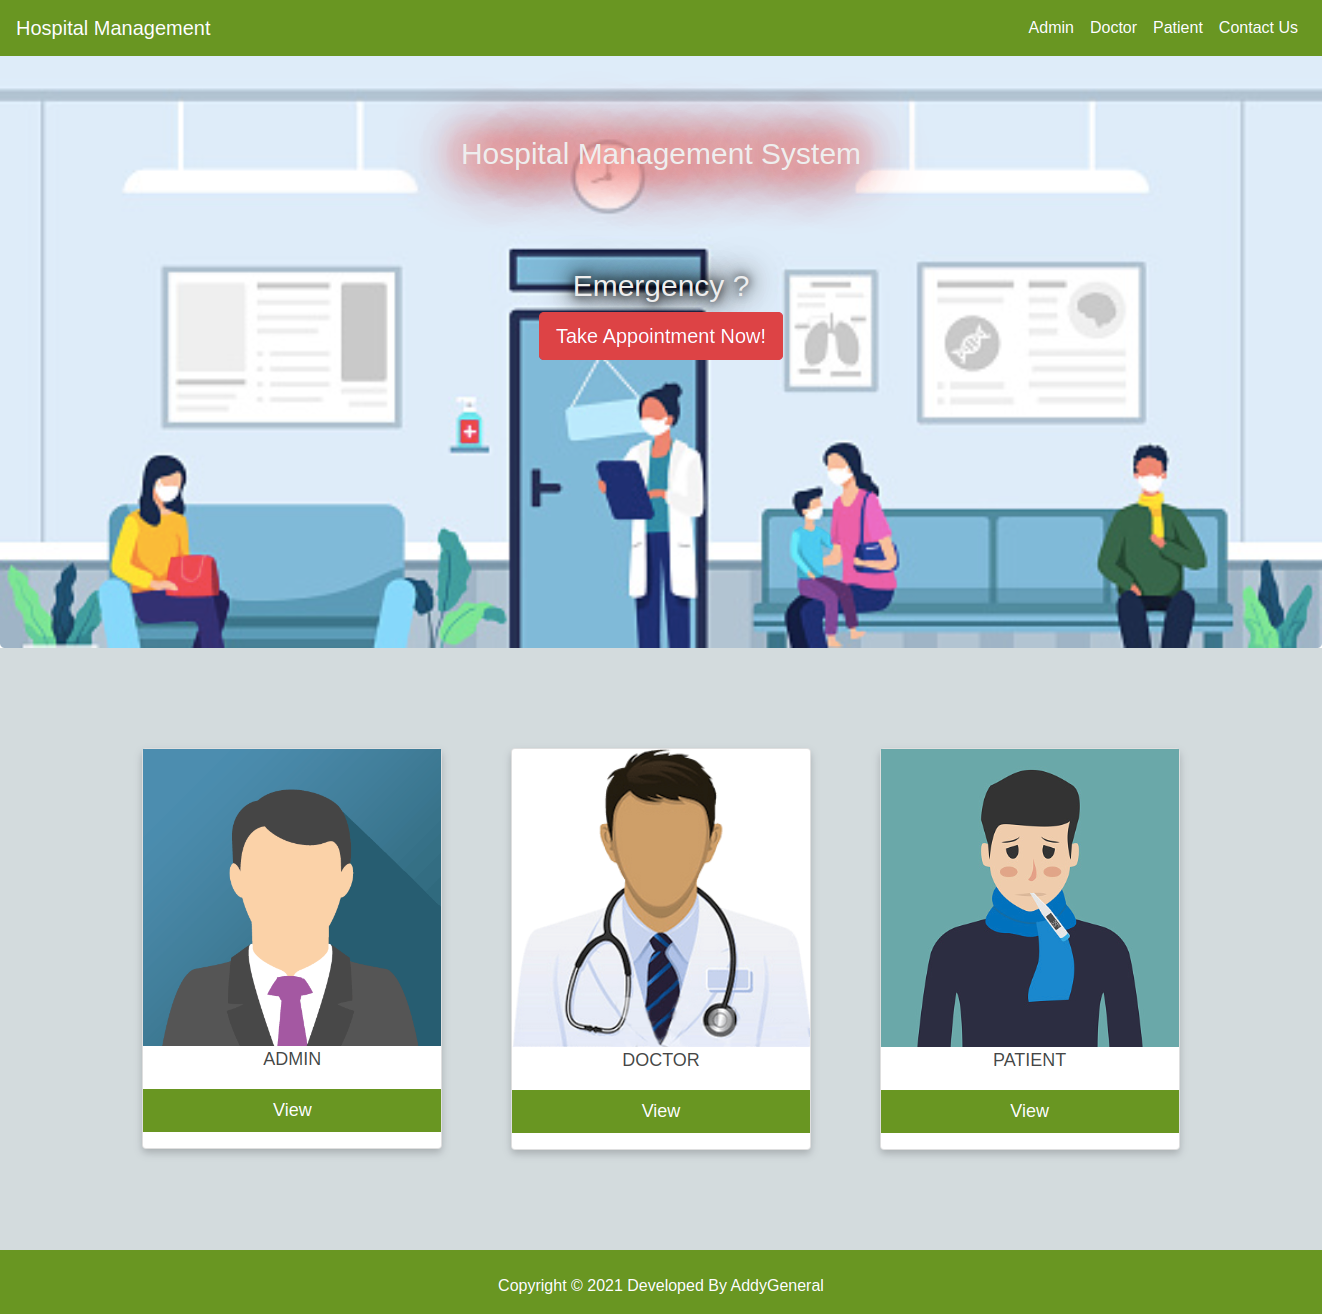 Hospital Management
Admin Doctor Patient Contact Us
Hospital Management System
Emergency ?
Take Appointment Now!
ADMIN
View
DOCTOR
View
PATIENT
View
Copyright © 2021 Developed By AddyGeneral